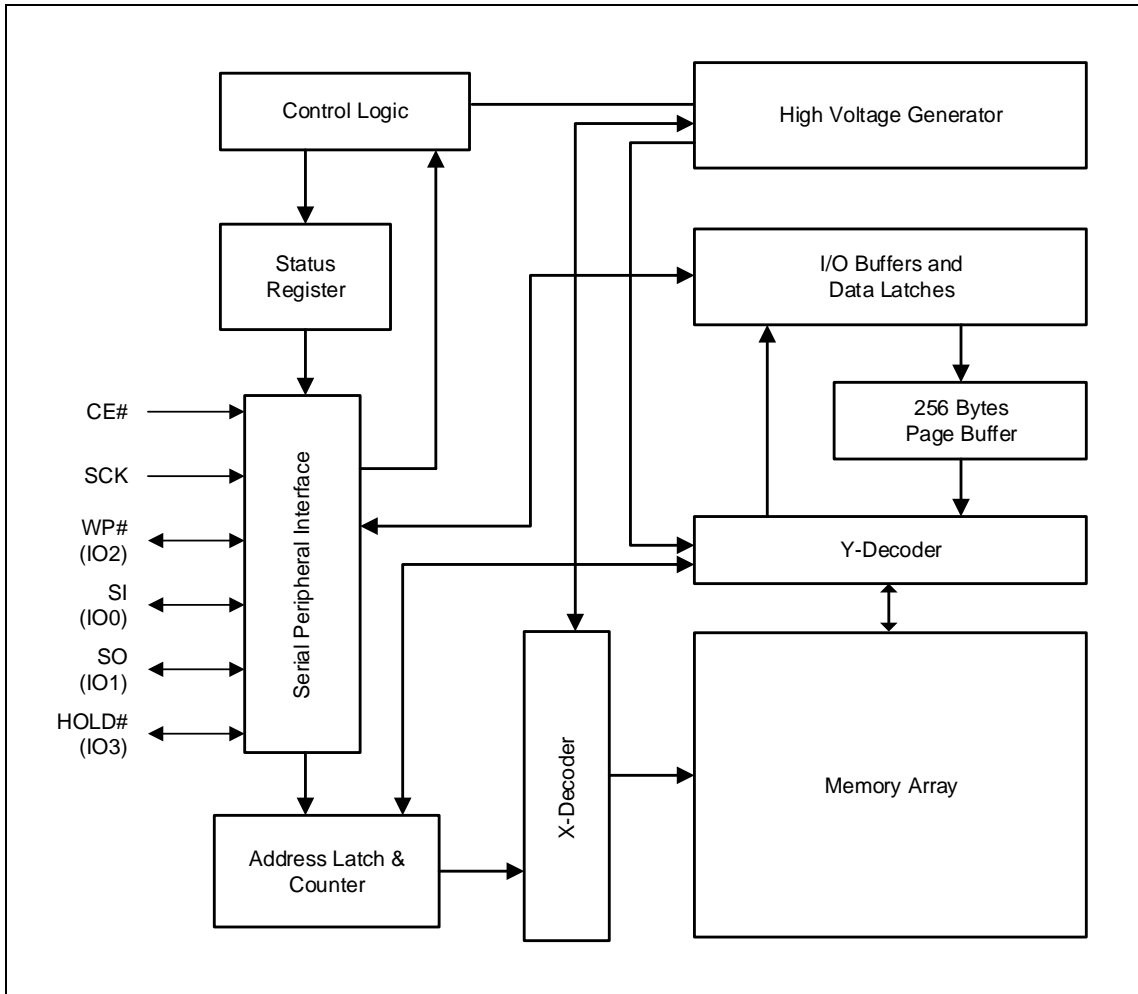 Control Logic
High Voltage Generator
Status
Register
I/O Buffers and
Data Latches
256 Bytes
Page Buffer
Y-Decoder
CE#
SCK
WP#
(IO2)
SI
(IO0)
SO
(IO1)
HOLD#
(IO3)
Serial Peripheral Interface
X-Decoder
Memory Array
Address Latch &
Counter